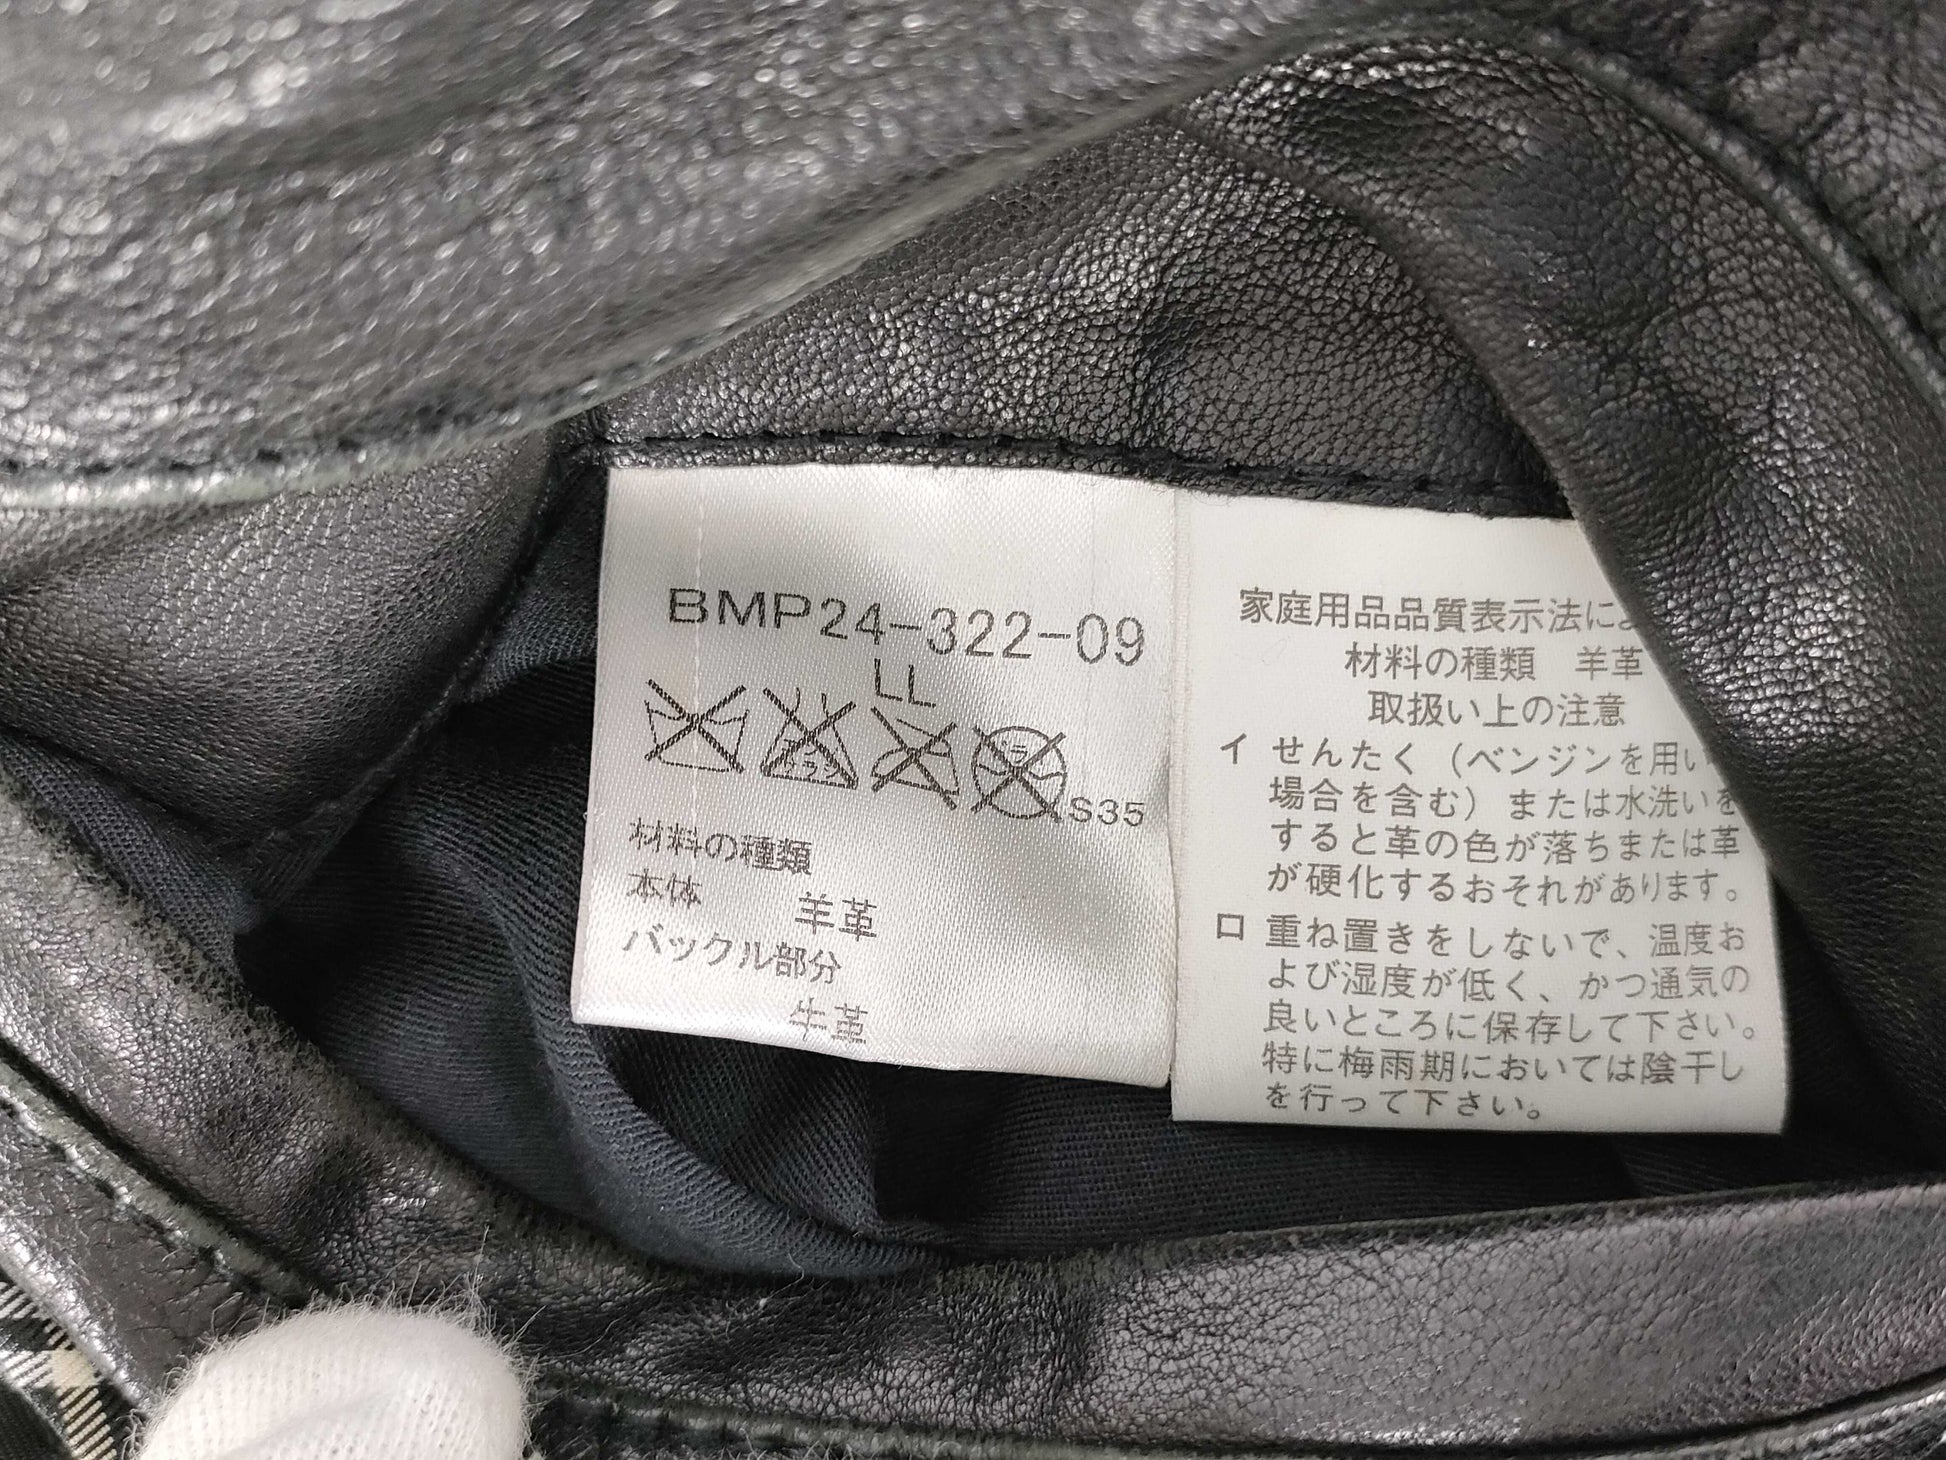 BMP24-322-09
LL
S35
材料の種類
本体 羊革
バックル部分
牛革
家庭用品品質表示法に
材料の種類 羊革
取扱い上の注意
イ せんたく(ベンジンを用い
場合を含む)または水洗いを
すると革の色が落ちまたは革
が硬化するおそれがあります。
ロ 重ね置きをしないで、温度お
よび湿度が低く、かつ通気の
良いところに保存して下さい。
特に梅雨期においては陰干し
を行って下さい。